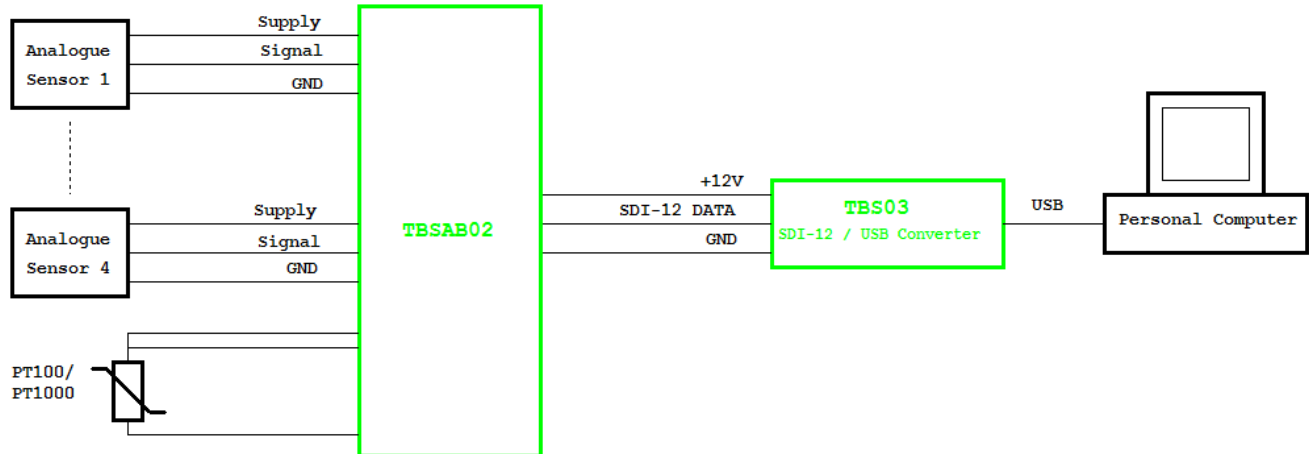 Supply
Analogue
Signal
Sensor 1
GND
Supply
Analogue
Signal
Sensor 4
GND
PT100/
PT1000
TBSAB02
+12V
SDI-12 DATA
GND
TBS03
SDI-12 / USB Converter
USB
Personal Computer